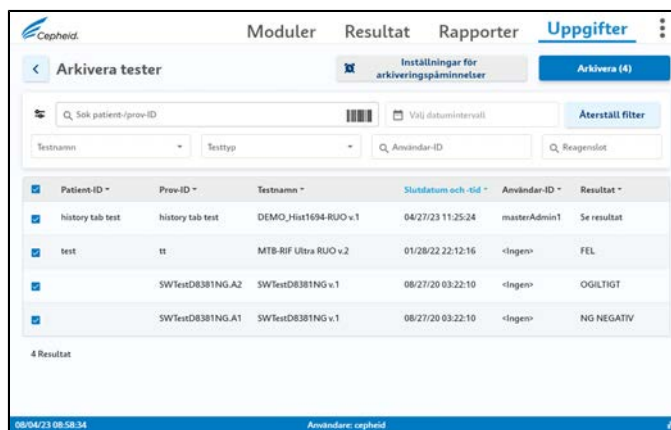 Cepheid.
Moduler Resultat Rapporter Uppgifter
Arkivera tester
Inställningar för
arkiveringspåminnelser
Arkivera (4)
Sök patient-/prov-ID
Välj datumintervall
Återställ filter
Testnamn
Testtyp
Användar-ID
Reagenslot
Patient-ID Prov-ID Testnamn Slutdatum och -tid Användar-ID Resultat
history tab test history tab test DEMO_Hist1694-RUO v.1 04/27/23 11:25:24 masterAdmin1 Se resultat
test tt MTB-RIF Ultra RUO v.2 01/28/22 22:12:16 <Ingen> FEL
SWTestD8381NG.A2 SWTestD8381NG v.1 08/27/20 03:22:10 <Ingen> OGILTIGT
SWTestD8381NG.A1 SWTestD8381NG v.1 08/27/20 03:22:10 <Ingen> NG NEGATIV
4 Resultat
08/04/23 08:58:34 Användare: cepheid